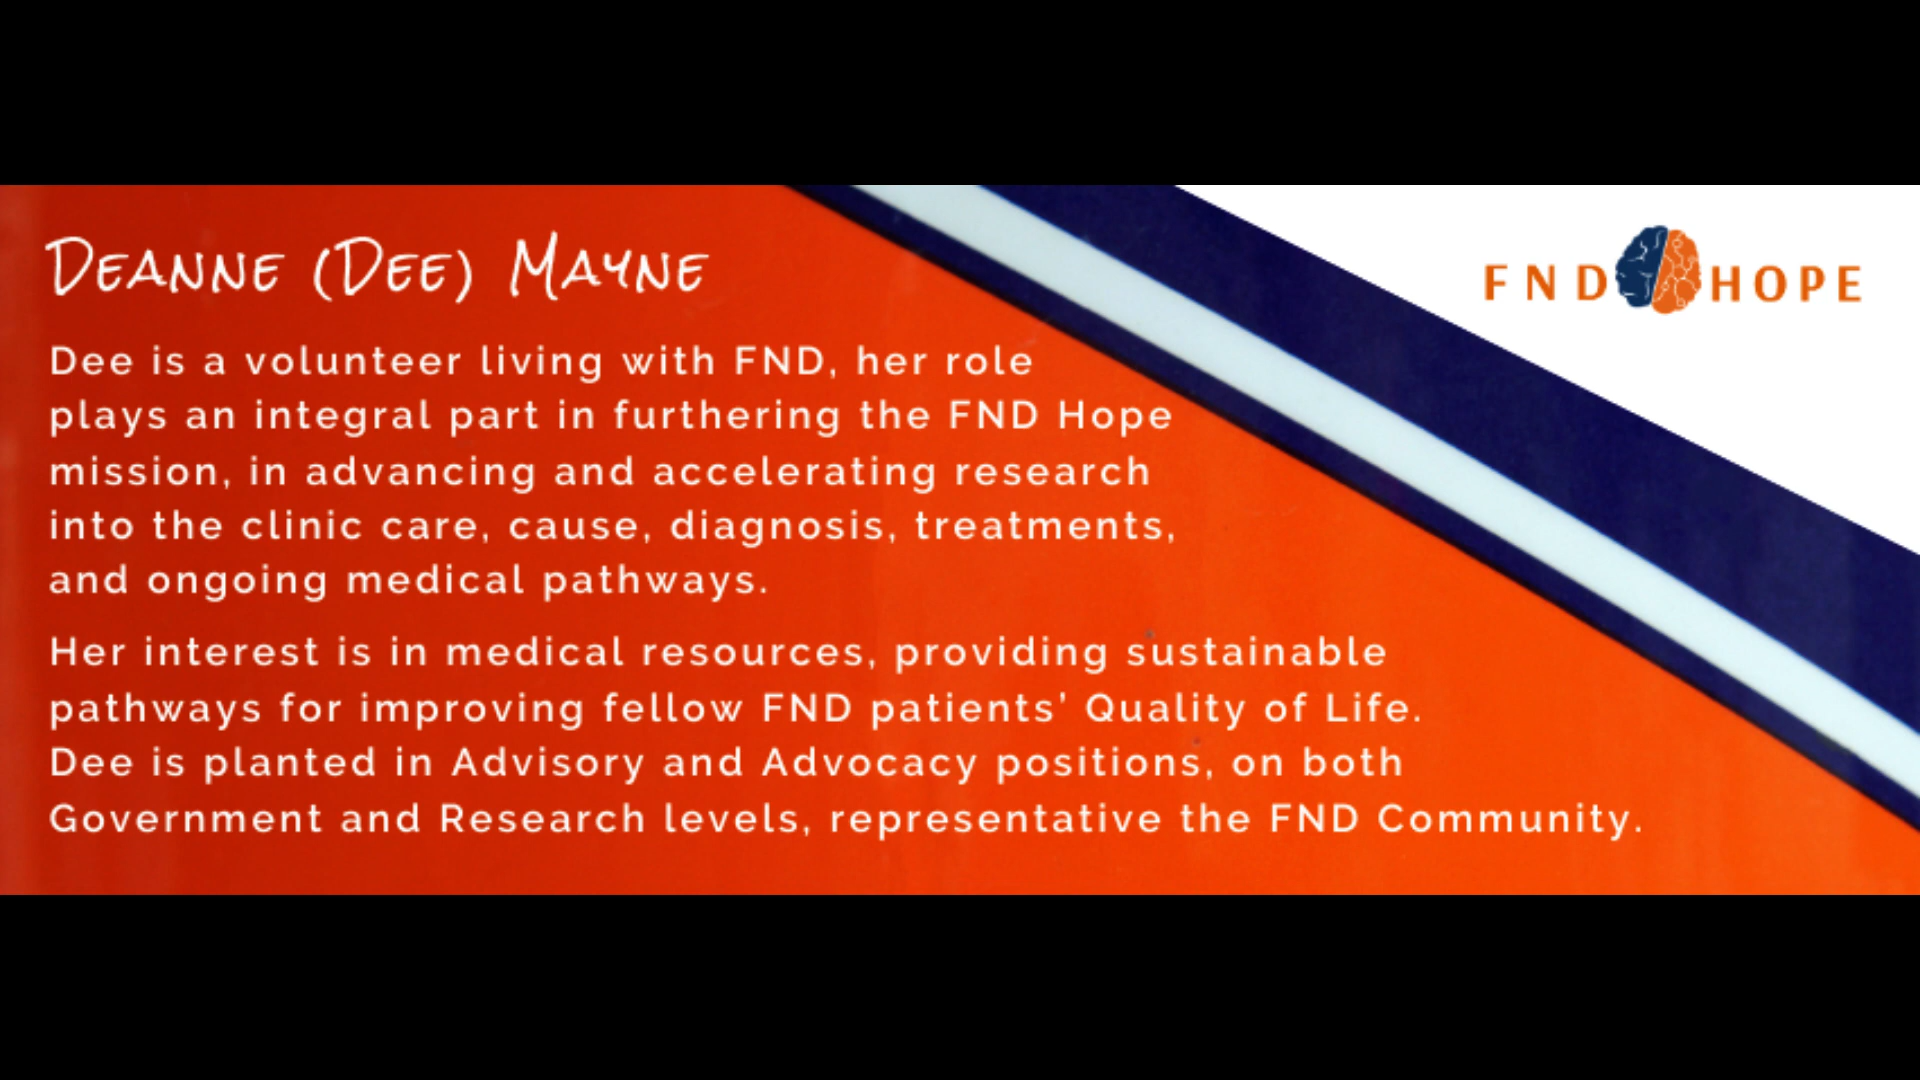 FND HOPE
Deanne (Dee) Mayne
Dee is a volunteer living with FND, her role
plays an integral part in furthering the FND Hope
mission, in advancing and accelerating research
into the clinic care, cause, diagnosis, treatments,
and ongoing medical pathways.
Her interest is in medical resources, providing sustainable
pathways for improving fellow FND patients' Quality of Life.
Dee is planted in Advisory and Advocacy positions, on both
Government and Research levels, representative the FND Community.